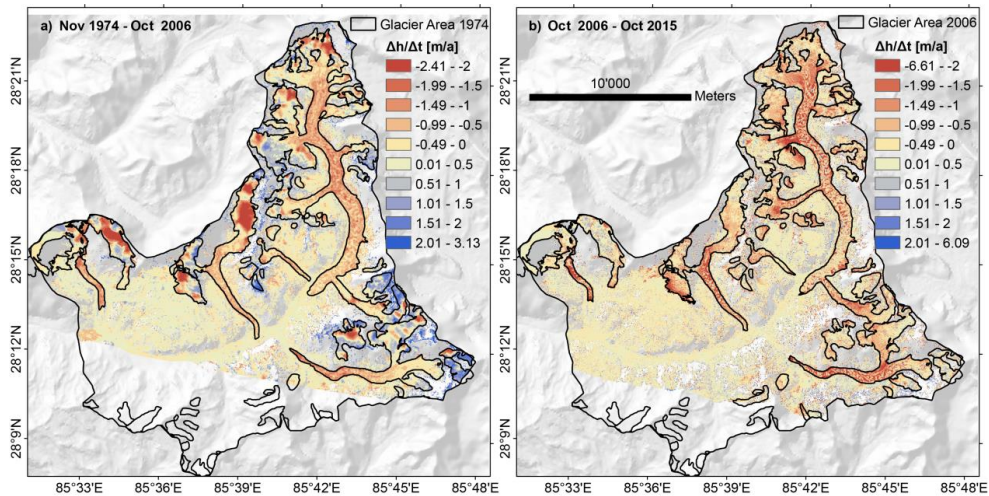 a) Nov 1974 - Oct 2006
Glacier Area 1974
Δh/Δt [m/a]
-2.41 - -2
-1.99 - -1.5
-1.49 - -1
-0.99 - -0.5
-0.49 - 0
0.01 - 0.5
0.51 - 1
1.01 - 1.5
1.51 - 2
2.01 - 3.13
28°21'N
28°18'N
28°15'N
28°12'N
28°9'N
85°33'E
85°36'E
85°39'E
85°42'E
85°45'E
85°48'E
b) Oct 2006 - Oct 2015
Glacier Area 2006
Δh/Δt [m/a]
-6.61 - -2
-1.99 - -1.5
-1.49 - -1
-0.99 - -0.5
-0.49 - 0
0.01 - 0.5
0.51 - 1
1.01 - 1.5
1.51 - 2
2.01 - 6.09
10'000
Meters
28°21'N
28°18'N
28°15'N
28°12'N
28°9'N
85°33'E
85°36'E
85°39'E
85°42'E
85°45'E
85°48'E